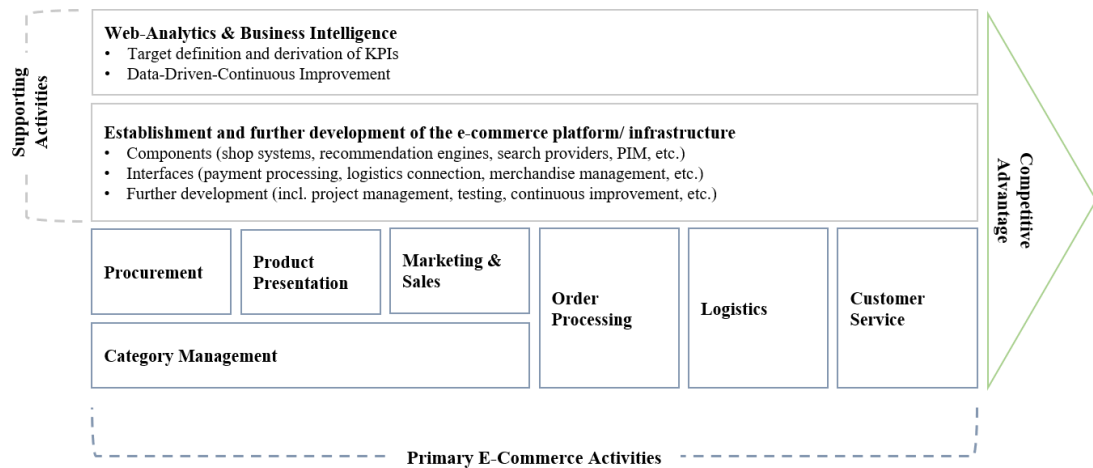 Supporting
Activities
Web-Analytics & Business Intelligence
• Target definition and derivation of KPIs
• Data-Driven-Continuous Improvement
Establishment and further development of the e-commerce platform/ infrastructure
• Components (shop systems, recommendation engines, search providers, PIM, etc.)
• Interfaces (payment processing, logistics connection, merchandise management, etc.)
• Further development (incl. project management, testing, continuous improvement, etc.)
Procurement
Product
Presentation
Marketing &
Sales
Category Management
Order
Processing
Logistics
Customer
Service
Competitive
Advantage
Primary E-Commerce Activities